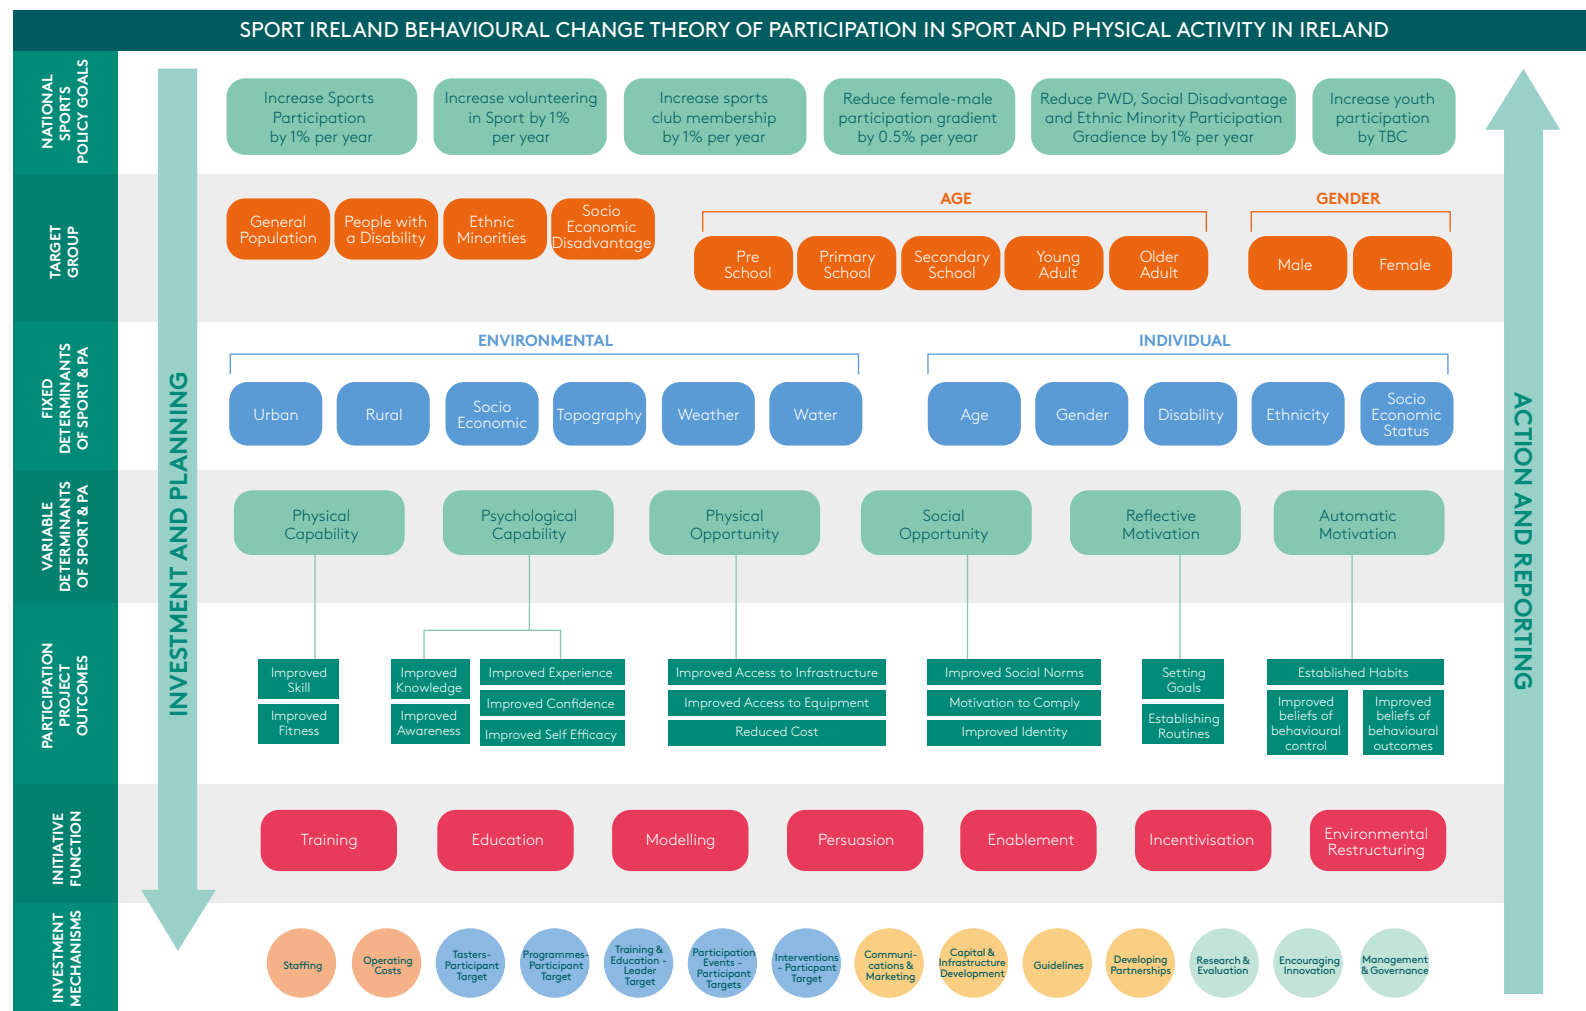 SPORT IRELAND BEHAVIOURAL CHANGE THEORY OF PARTICIPATION IN SPORT AND PHYSICAL ACTIVITY IN IRELAND
NATIONAL
SPORTS
POLICY GOALS
Increase Sports
Participation
by 1% per year
Increase volunteering
in Sport by 1%
per year
Increase sports
club membership
by 1% per year
Reduce female-male
participation gradient
by 0.5% per year
Reduce PWD, Social Disadvantage
and Ethnic Minority Participation
Gradience by 1% per year
Increase youth
participation
by TBC
TARGET
GROUP
General
Population
People with
a Disability
Ethnic
Minorities
Socio
Economic
Disadvantage
AGE
Pre
School
Primary
School
Secondary
School
Young
Adult
Older
Adult
GENDER
Male
Female
FIXED
DETERMINANTS
OF SPORT & PA
ENVIRONMENTAL
Urban
Rural
Socio
Economic
Topography
Weather
Water
INDIVIDUAL
Age
Gender
Disability
Ethnicity
Socio
Economic
Status
INVESTMENT AND PLANNING
ACTION AND REPORTING
VARIABLE
DETERMINANTS
OF SPORT & PA
Physical
Capability
Psychological
Capability
Physical
Opportunity
Social
Opportunity
Reflective
Motivation
Automatic
Motivation
PARTICIPATION
PROJECT
OUTCOMES
Improved
Skill
Improved
Fitness
Improved
Knowledge
Improved
Awareness
Improved Experience
Improved Confidence
Improved Self Efficacy
Improved Access to Infrastructure
Improved Access to Equipment
Reduced Cost
Improved Social Norms
Motivation to Comply
Improved Identity
Setting
Goals
Establishing
Routines
Established Habits
Improved
beliefs of
behavioural
control
Improved
beliefs of
behavioural
outcomes
INITIATIVE
FUNCTION
Training
Education
Modelling
Persuasion
Enablement
Incentivisation
Environmental
Restructuring
INVESTMENT
MECHANISMS
Staffing
Operating
Costs
Tasters-
Participant
Target
Programmes-
Participant
Target
Training &
Education -
Leader
Target
Participation
Events -
Participant
Targets
Interventions
- Particpant
Target
Communi-
cations &
Marketing
Capital &
Infrastructure
Development
Guidelines
Developing
Partnerships
Research &
Evaluation
Encouraging
Innovation
Management
& Governance